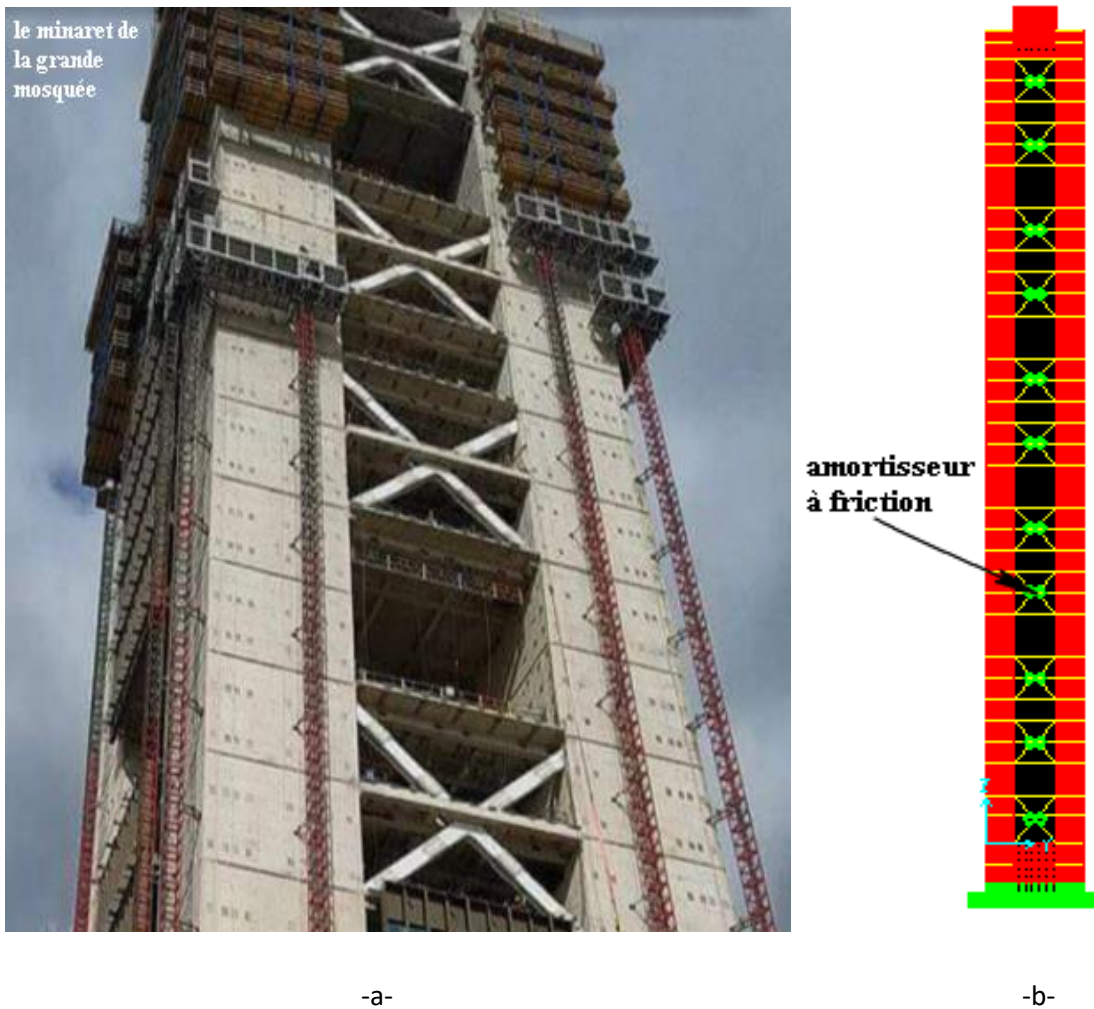 le minaret de
la grande
mosquée
amortisseur
à friction
Z
Y
-a-
-b-